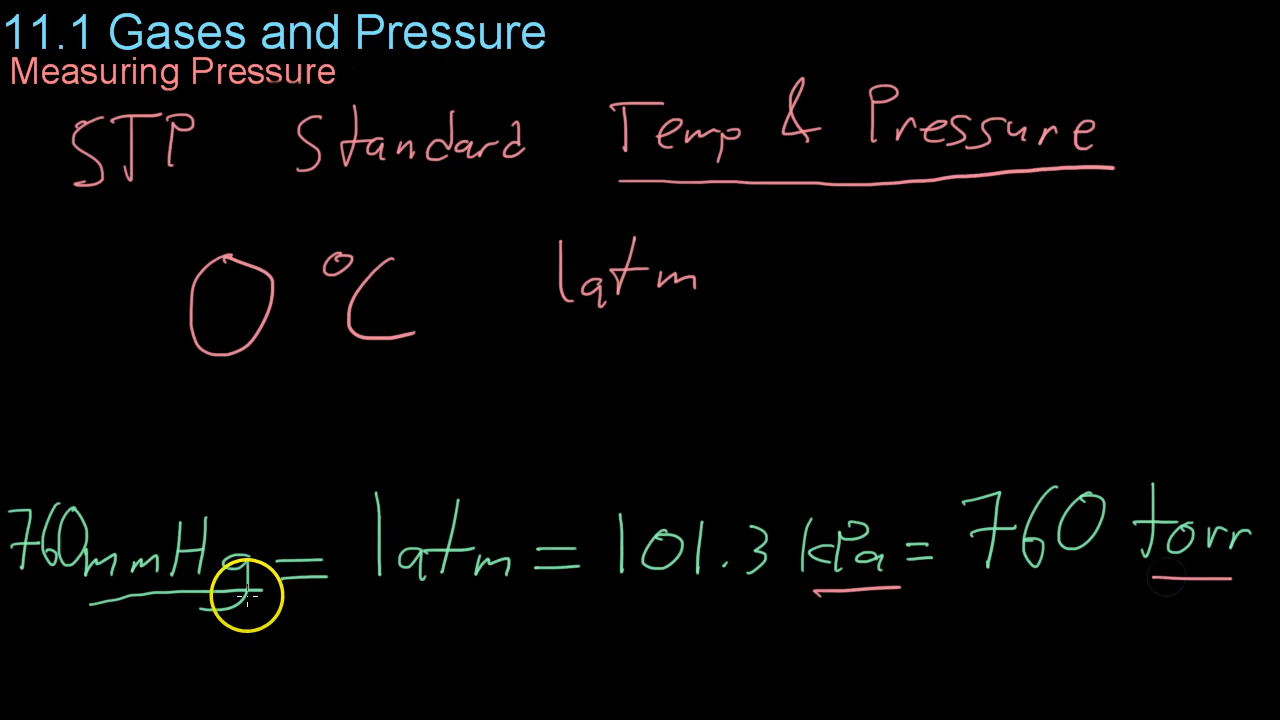 11.1 Gases and Pressure
Measuring Pressure
STP Standard Temp & Pressure
0 °C 1atm
760mmHg = 1atm = 101.3 kPa = 760 torr